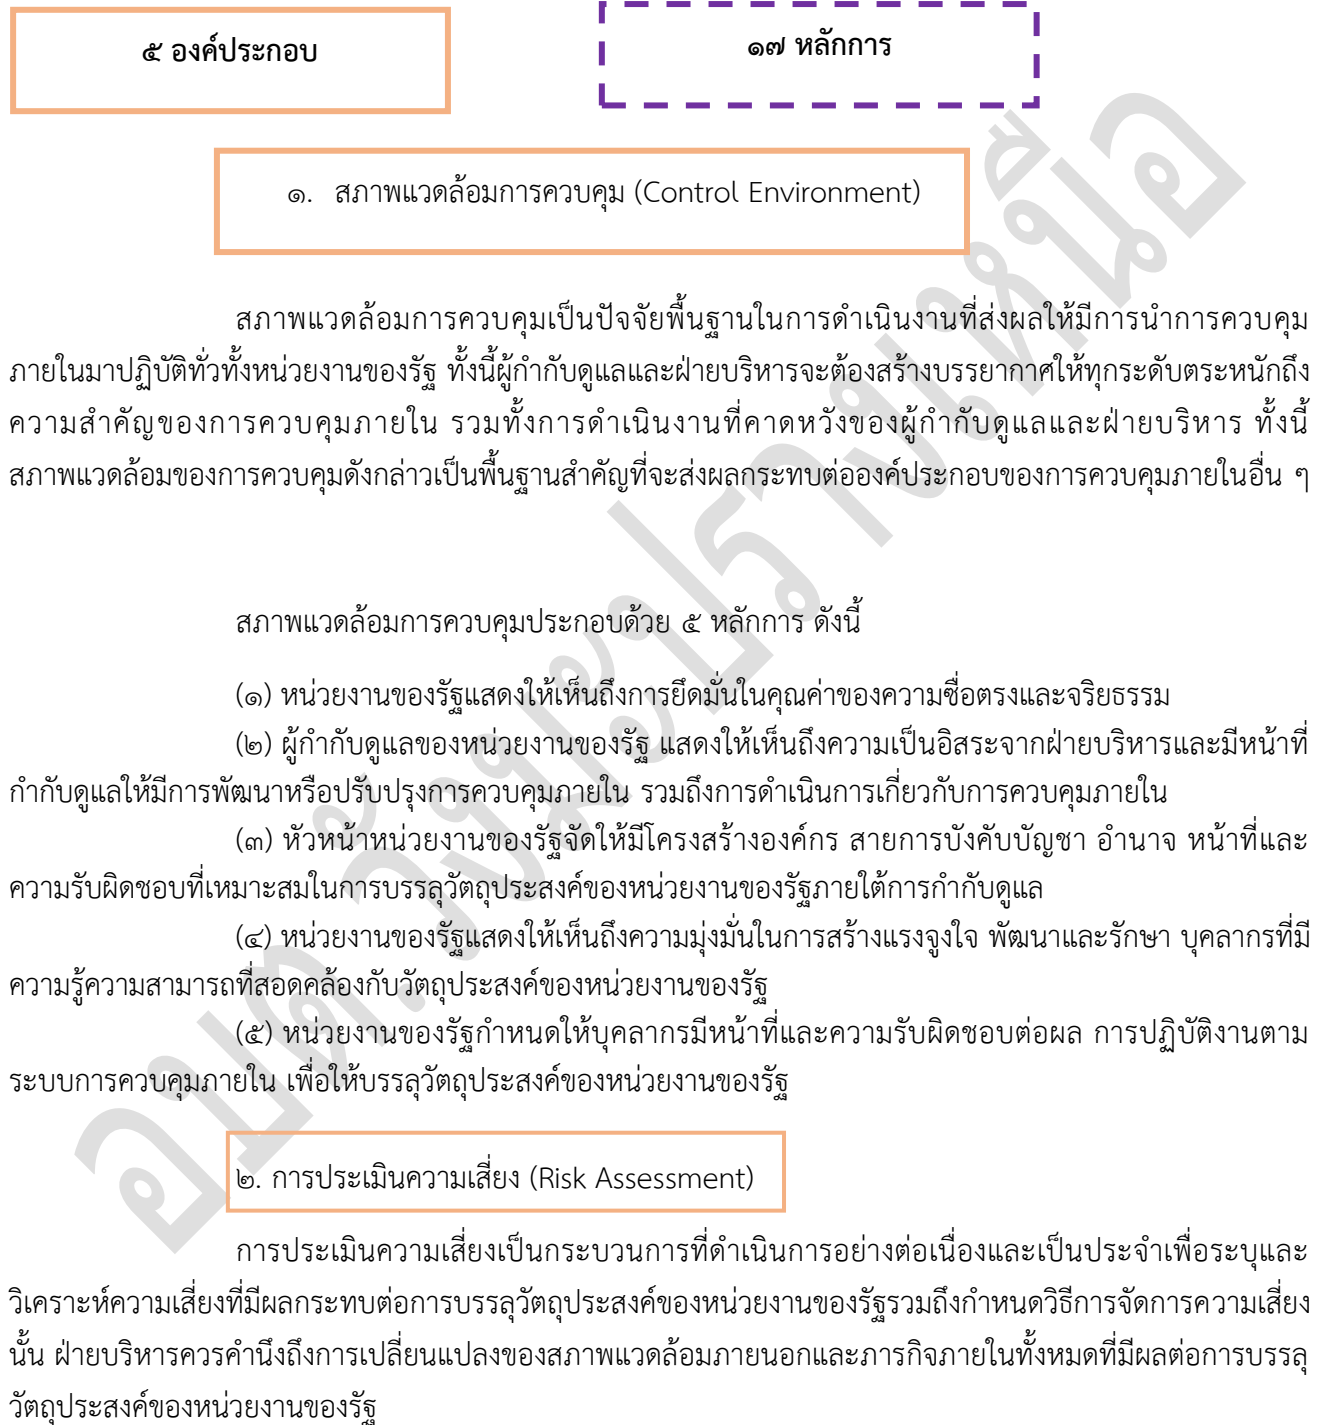 ๕ องค์ประกอบ
๑๗ หลักการ
๑. สภาพแวดล้อมการควบคุม (Control Environment)
สภาพแวดล้อมการควบคุมเป็นปัจจัยพื้นฐานในการดำเนินงานที่ส่งผลให้มีการนำการควบคุม
ภายในมาปฏิบัติทั่วทั้งหน่วยงานของรัฐ ทั้งนี้ผู้กำกับดูแลและฝ่ายบริหารจะต้องสร้างบรรยากาศให้ทุกระดับตระหนักถึง
ความสำคัญของการควบคุมภายใน รวมทั้งการดำเนินงานที่คาดหวังของผู้กำกับดูแลและฝ่ายบริหาร ทั้งนี้
สภาพแวดล้อมของการควบคุมดังกล่าวเป็นพื้นฐานสำคัญที่จะส่งผลกระทบต่อองค์ประกอบของการควบคุมภายในอื่น ๆ
สภาพแวดล้อมการควบคุมประกอบด้วย ๕ หลักการ ดังนี้
(๑) หน่วยงานของรัฐแสดงให้เห็นถึงการยึดมั่นในคุณค่าของความซื่อตรงและจริยธรรม
(๒) ผู้กำกับดูแลของหน่วยงานของรัฐ แสดงให้เห็นถึงความเป็นอิสระจากฝ่ายบริหารและมีหน้าที่
กำกับดูแลให้มีการพัฒนาหรือปรับปรุงการควบคุมภายใน รวมถึงการดำเนินการเกี่ยวกับการควบคุมภายใน
(๓) หัวหน้าหน่วยงานของรัฐจัดให้มีโครงสร้างองค์กร สายการบังคับบัญชา อำนาจ หน้าที่และ
ความรับผิดชอบที่เหมาะสมในการบรรลุวัตถุประสงค์ของหน่วยงานของรัฐภายใต้การกำกับดูแล
(๔) หน่วยงานของรัฐแสดงให้เห็นถึงความมุ่งมั่นในการสร้างแรงจูงใจ พัฒนาและรักษา บุคลากรที่มี
ความรู้ความสามารถที่สอดคล้องกับวัตถุประสงค์ของหน่วยงานของรัฐ
(๕) หน่วยงานของรัฐกำหนดให้บุคลากรมีหน้าที่และความรับผิดชอบต่อผล การปฏิบัติงานตาม
ระบบการควบคุมภายใน เพื่อให้บรรลุวัตถุประสงค์ของหน่วยงานของรัฐ
๒. การประเมินความเสี่ยง (Risk Assessment)
การประเมินความเสี่ยงเป็นกระบวนการที่ดำเนินการอย่างต่อเนื่องและเป็นประจำเพื่อระบุและ
วิเคราะห์ความเสี่ยงที่มีผลกระทบต่อการบรรลุวัตถุประสงค์ของหน่วยงานของรัฐรวมถึงกำหนดวิธีการจัดการความเสี่ยง
นั้น ฝ่ายบริหารควรคำนึงถึงการเปลี่ยนแปลงของสภาพแวดล้อมภายนอกและภารกิจภายในทั้งหมดที่มีผลต่อการบรรลุ
วัตถุประสงค์ของหน่วยงานของรัฐ
อบต.วังมะปรางเหนือ